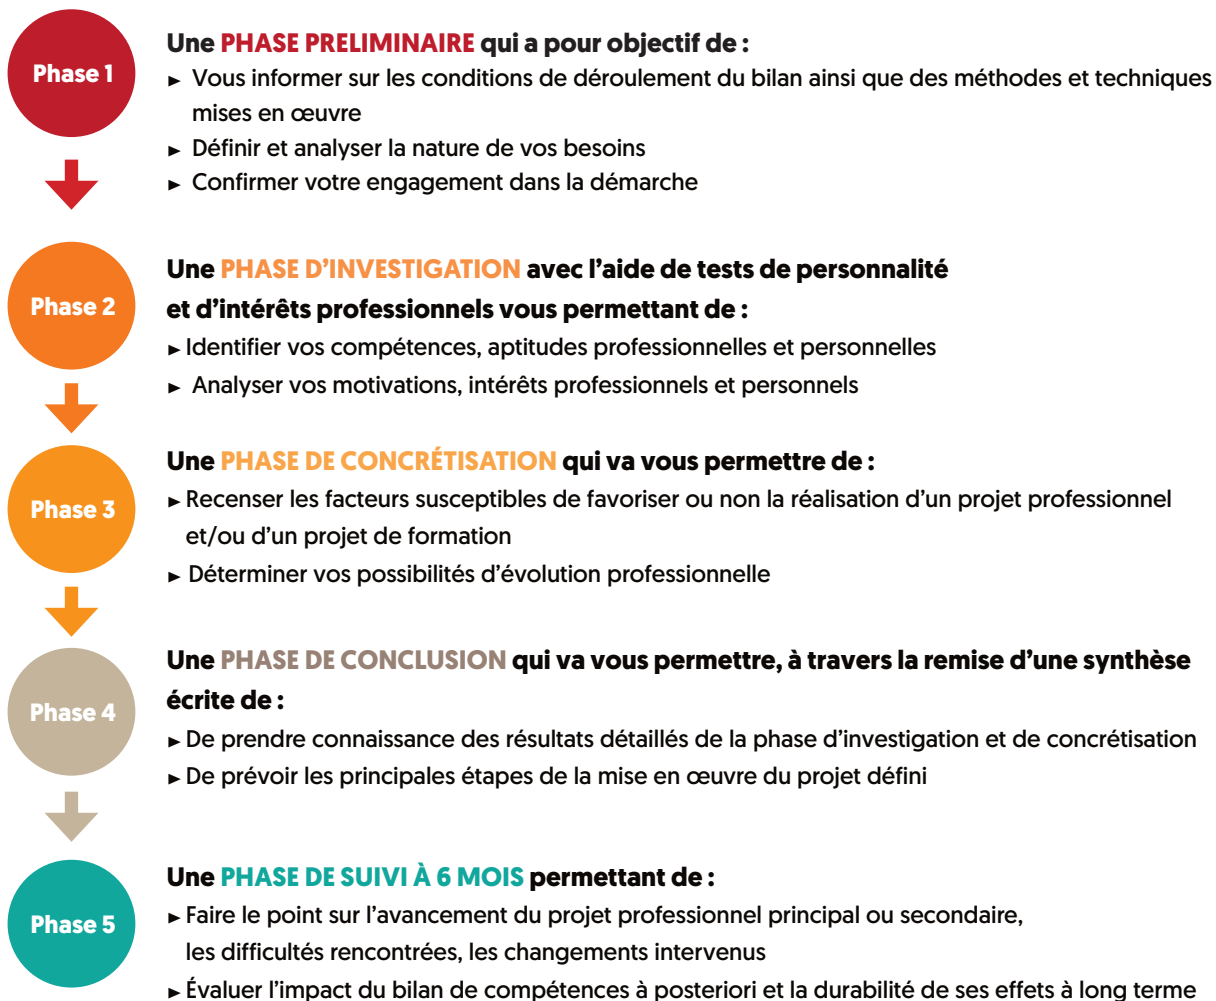 Phase 1
Une PHASE PRELIMINAIRE qui a pour objectif de :
► Vous informer sur les conditions de déroulement du bilan ainsi que des méthodes et techniques
mises en œuvre
► Définir et analyser la nature de vos besoins
► Confirmer votre engagement dans la démarche
Phase 2
Une PHASE D’INVESTIGATION avec l’aide de tests de personnalité
et d’intérêts professionnels vous permettant de :
► Identifier vos compétences, aptitudes professionnelles et personnelles
► Analyser vos motivations, intérêts professionnels et personnels
Phase 3
Une PHASE DE CONCRÉTISATION qui va vous permettre de :
► Recenser les facteurs susceptibles de favoriser ou non la réalisation d’un projet professionnel
et/ou d’un projet de formation
► Déterminer vos possibilités d’évolution professionnelle
Phase 4
Une PHASE DE CONCLUSION qui va vous permettre, à travers la remise d’une synthèse
écrite de :
► De prendre connaissance des résultats détaillés de la phase d’investigation et de concrétisation
► De prévoir les principales étapes de la mise en œuvre du projet défini
Phase 5
Une PHASE DE SUIVI À 6 MOIS permettant de :
► Faire le point sur l’avancement du projet professionnel principal ou secondaire,
les difficultés rencontrées, les changements intervenus
► Évaluer l’impact du bilan de compétences à posteriori et la durabilité de ses effets à long terme